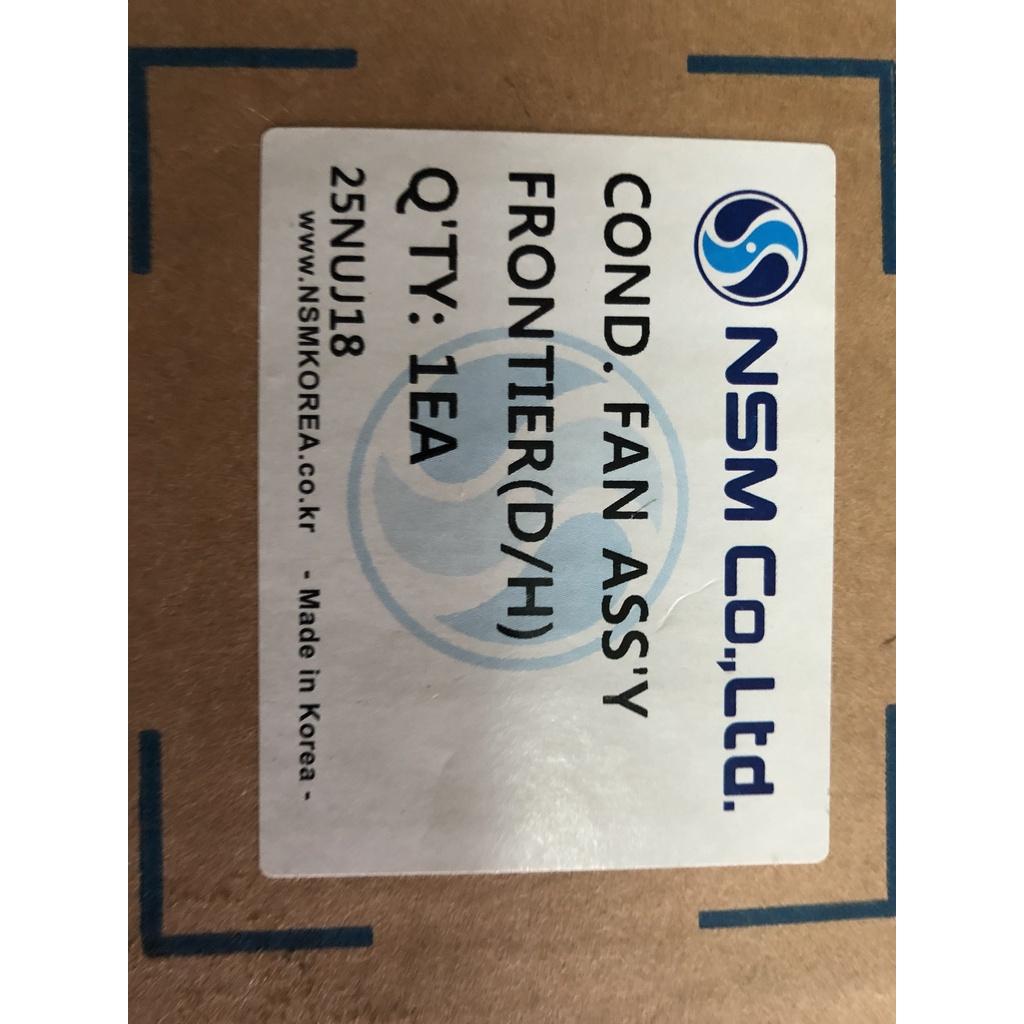 NSM Co.,Ltd.
COND. FAN ASS'Y
FRONTIER(D/H)
Q'TY: 1EA
25NUJ18
www.NSMKOREA.co.kr - Made in Korea -